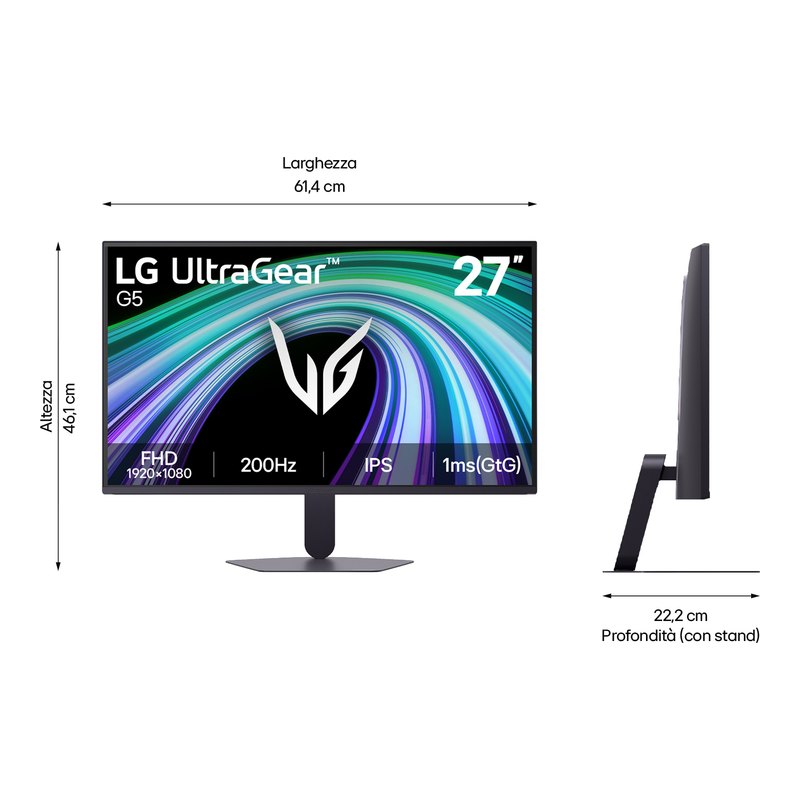 Larghezza
61,4 cm
LG UltraGear™
27”
G5
Altezza
46,1 cm
FHD
1920×1080
200Hz
IPS
1ms(GtG)
22,2 cm
Profondità (con stand)